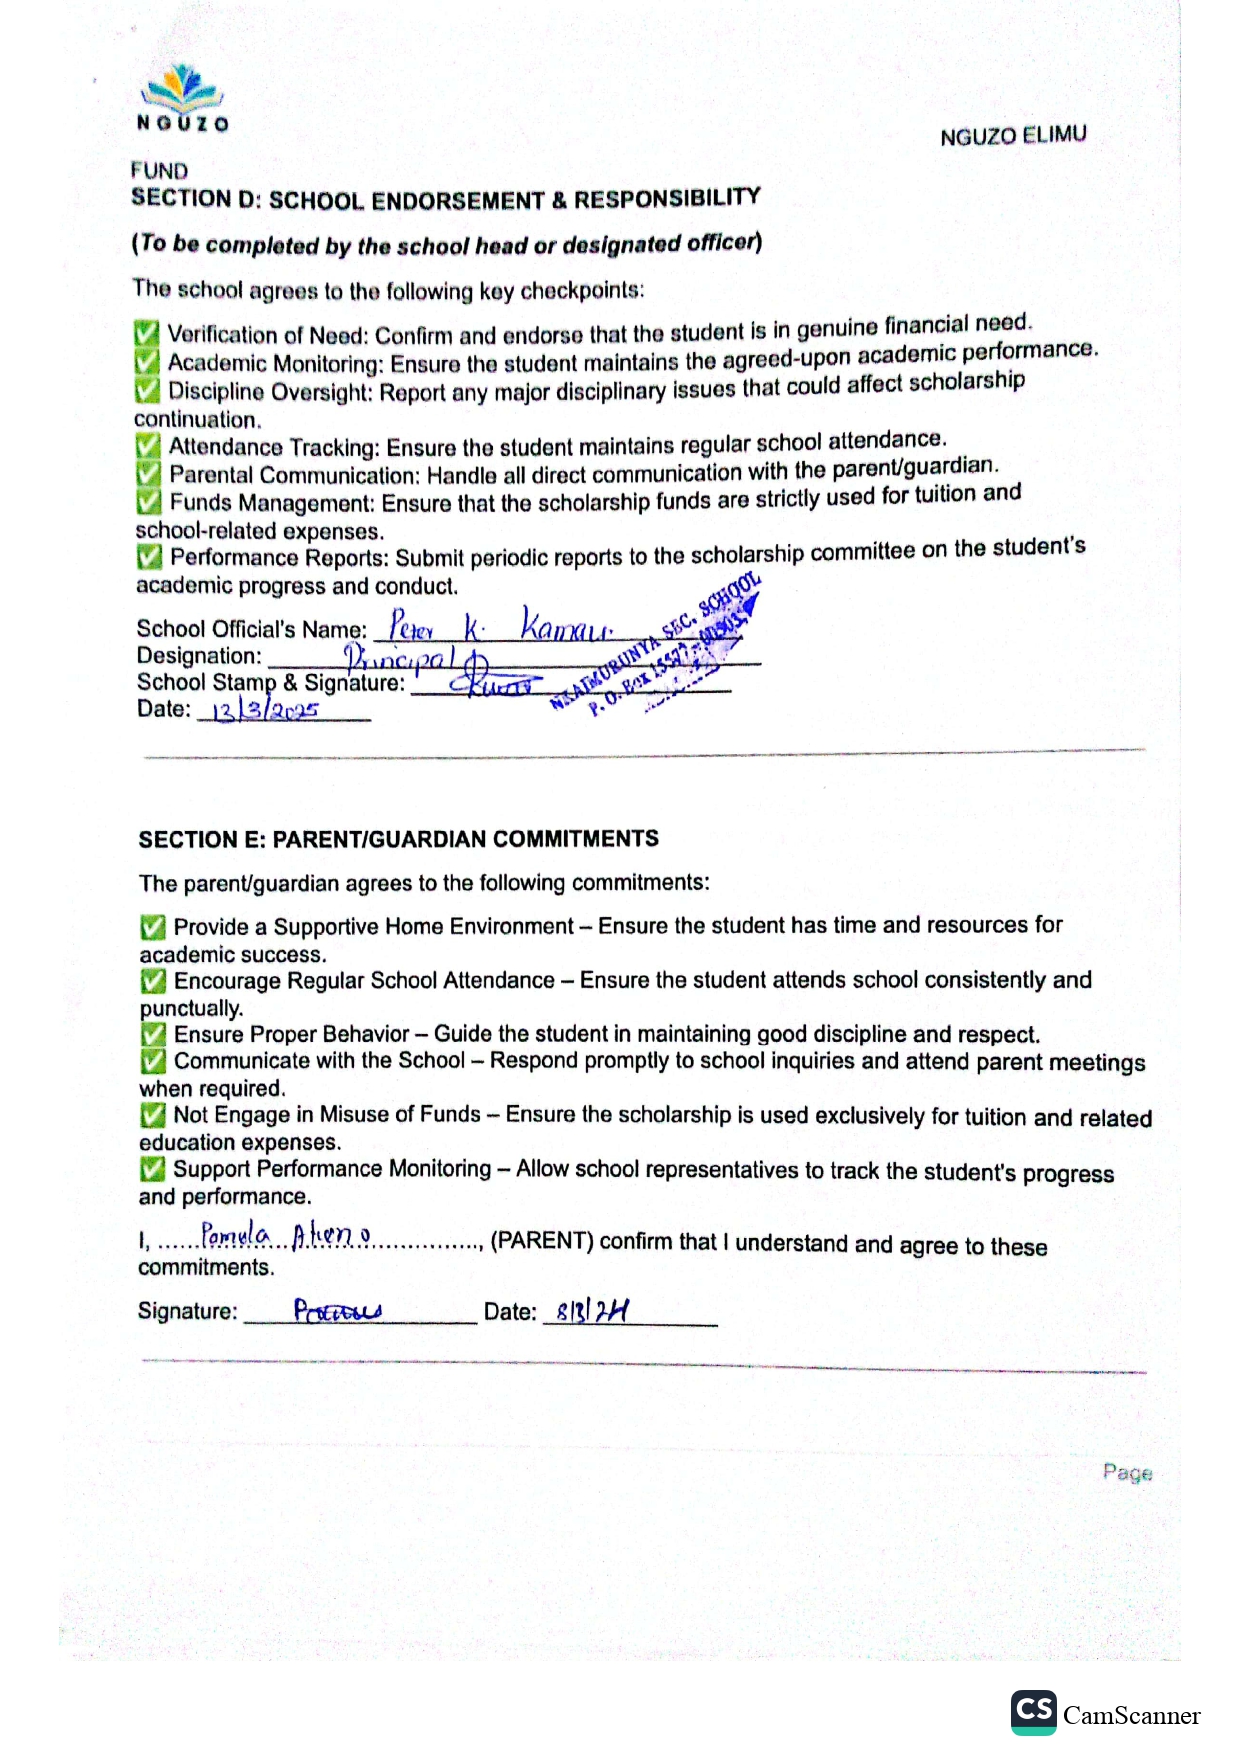 NGUZO
NGUZO ELIMU
FUND
SECTION D: SCHOOL ENDORSEMENT & RESPONSIBILITY
(To be completed by the school head or designated officer)
The school agrees to the following key checkpoints:
✅ Verification of Need: Confirm and endorse that the student is in genuine financial need.
✅ Academic Monitoring: Ensure the student maintains the agreed-upon academic performance.
✅ Discipline Oversight: Report any major disciplinary issues that could affect scholarship
continuation.
✅ Attendance Tracking: Ensure the student maintains regular school attendance.
✅ Parental Communication: Handle all direct communication with the parent/guardian.
✅ Funds Management: Ensure that the scholarship funds are strictly used for tuition and
school-related expenses.
✅ Performance Reports: Submit periodic reports to the scholarship committee on the student's
academic progress and conduct.
School Official's Name: Peter K. Kamau.
Designation: Principal
School Stamp & Signature:
NKAIMURUNYA SEC. SCHOOL
P. O. Box
Date: 12/3/2025
SECTION E: PARENT/GUARDIAN COMMITMENTS
The parent/guardian agrees to the following commitments:
✅ Provide a Supportive Home Environment – Ensure the student has time and resources for
academic success.
✅ Encourage Regular School Attendance – Ensure the student attends school consistently and
punctually.
✅ Ensure Proper Behavior – Guide the student in maintaining good discipline and respect.
✅ Communicate with the School – Respond promptly to school inquiries and attend parent meetings
when required.
✅ Not Engage in Misuse of Funds – Ensure the scholarship is used exclusively for tuition and related
education expenses.
✅ Support Performance Monitoring – Allow school representatives to track the student's progress
and performance.
I, ......Pamela Atieno................, (PARENT) confirm that I understand and agree to these
commitments.
Signature: Date: 8/3/24
Page
CS CamScanner